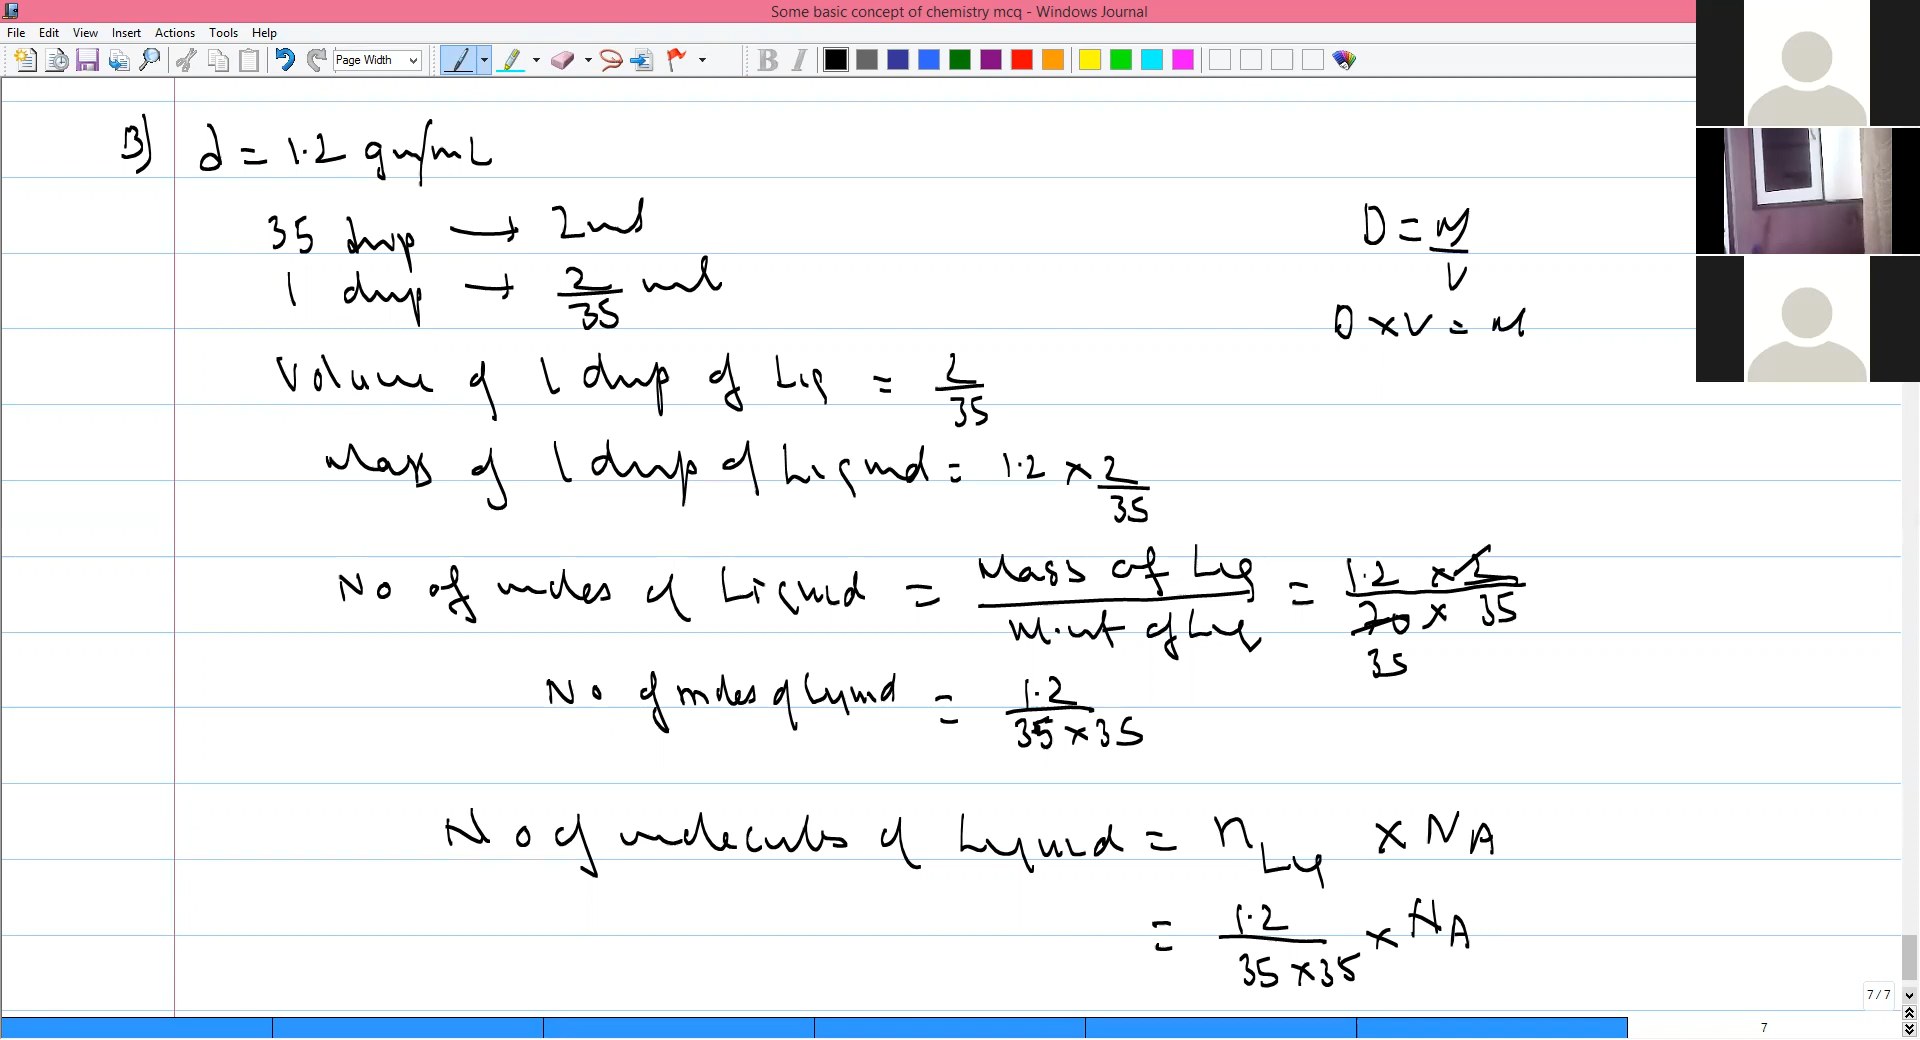 Some basic concept of chemistry mcq - Windows Journal
File Edit View Insert Actions Tools Help
Page Width
B I
B) d = 1.2 gm/mL
35 drop → 2ml
1 drop → 2/35 ml
D = M/V
D × V = M
Volume of 1 drop of Liq = 2/35
Mass of 1 drop of Liquid = 1.2 × 2/35
No of moles of Liquid = Mass of Liq / M.wt of Liq = 1.2 × 2 / 70 × 35
35
No of moles of Liquid = 1.2 / 35 × 35
No of molecules of Liquid = n Liq × NA
= 1.2 / 35 × 35 × NA
7 / 7
7